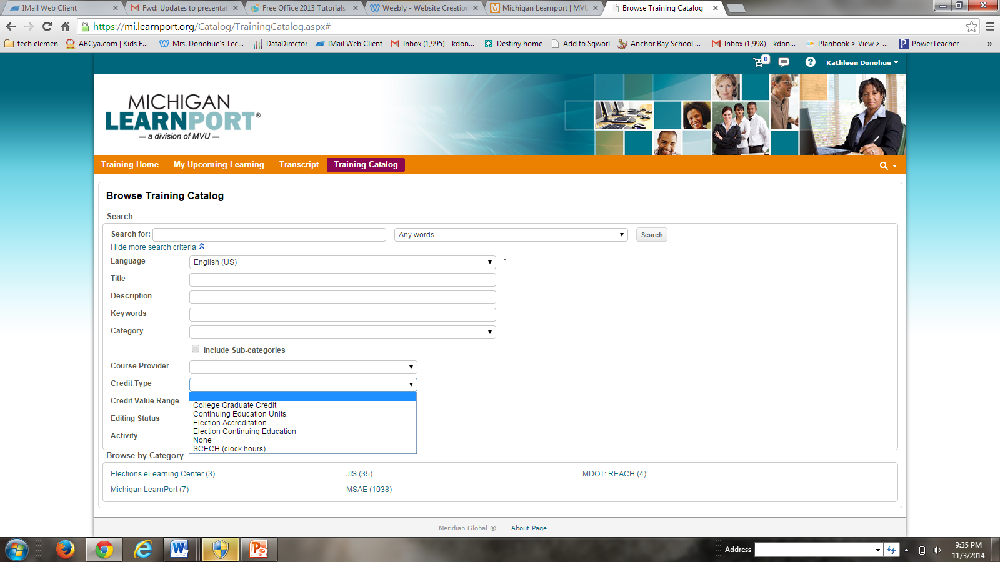 IMail Web Client
Fwd: Updates to presentat
Free Office 2013 Tutorials
Weebly - Website Creation
Michigan Learnport | MVU
Browse Training Catalog
https://mi.learnport.org/Catalog/TrainingCatalog.aspx#
tech elemen
ABCya.com | Kids E...
Mrs. Donohue's Tec...
DataDirector
IMail Web Client
Inbox (1,995) - kdon...
Destiny home
Add to Sqworl
Anchor Bay School ...
Inbox (1,998) - kdon...
Planbook > View > ...
PowerTeacher
»
0
Kathleen Donohue
MICHIGAN
LEARNPORT®
— a division of MVU —
Training Home
My Upcoming Learning
Transcript
Training Catalog
Browse Training Catalog
Search
Search for:
Any words
Search
Hide more search criteria
Language
English (US)
-
Title
Description
Keywords
Category
Include Sub-categories
Course Provider
Credit Type
Credit Value Range
Editing Status
Activity
College Graduate Credit
Continuing Education Units
Election Accreditation
Election Continuing Education
None
SCECH (clock hours)
Browse by Category
Elections eLearning Center (3)
JIS (35)
MDOT: REACH (4)
Michigan LearnPort (7)
MSAE (1038)
Meridian Global ®
About Page
Address
9:35 PM
11/3/2014